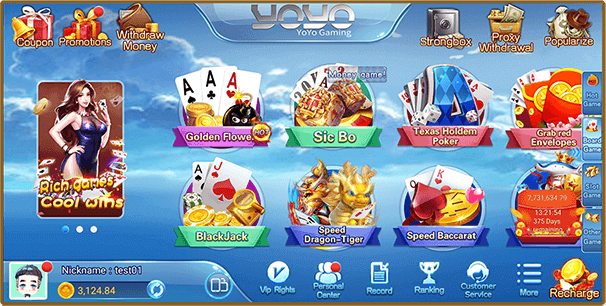 YOYO
YoYo Gaming
Coupon
Promotions
Withdraw
Money
Strongbox
Proxy
Withdrawal
Popularize
Money game!
Golden Flowe
HOT
Sic Bo
Texas Holdem
Poker
Grab red
Envelopes
Hot
Game
Board
Game
Slot
Game
Other
Game
Rich games
Cool wins
BlackJack
Speed
Dragon-Tiger
Speed Baccarat
7,731,634.79
13:21:54
375 Days
remaining
Nickname : test01
3,124.84
Vip Rights
Personal
Center
Record
Ranking
Customer
Service
More
Recharge